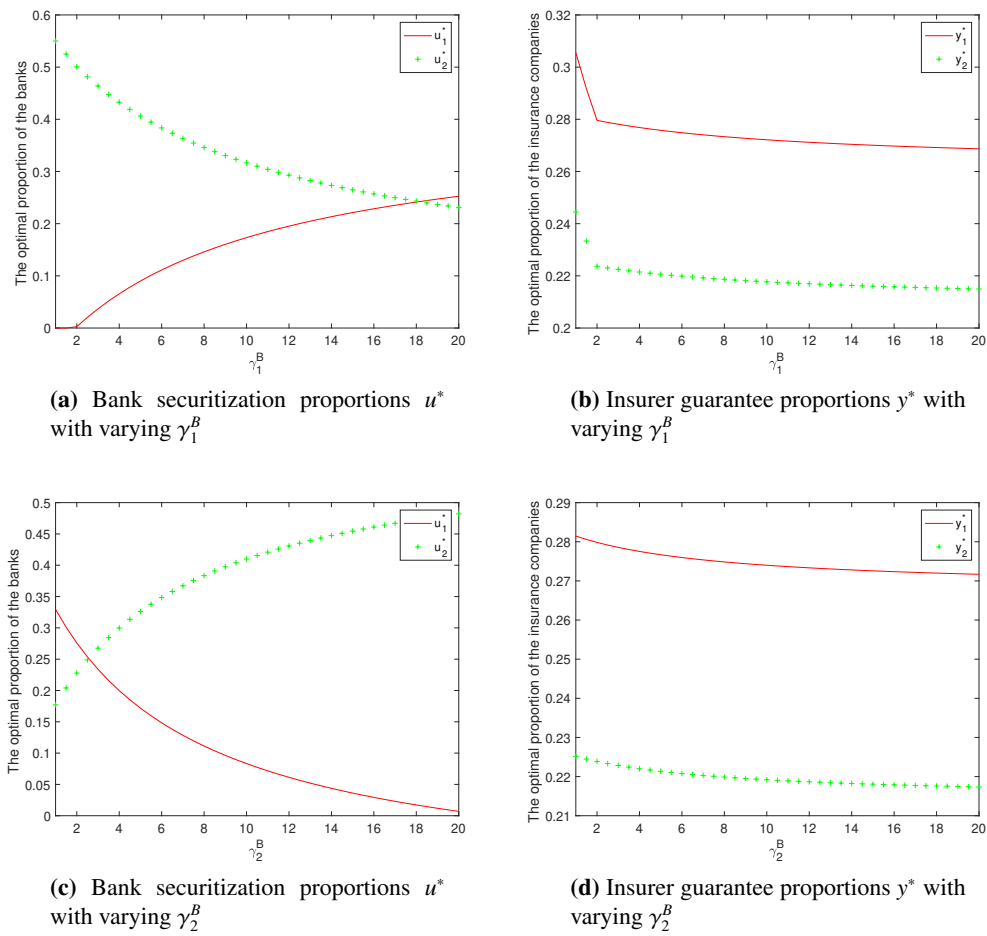 0.6
0.5
0.4
0.3
0.2
0.1
0
The optimal proportion of the banks
2 4 6 8 10 12 14 16 18 20
γ₁ᴮ
u₁*
u₂*
(a) Bank securitization proportions u*
with varying γ₁ᴮ
0.32
0.3
0.28
0.26
0.24
0.22
0.2
The optimal proportion of the insurance companies
2 4 6 8 10 12 14 16 18 20
γ₁ᴮ
y₁*
y₂*
(b) Insurer guarantee proportions y* with
varying γ₁ᴮ
0.5
0.45
0.4
0.35
0.3
0.25
0.2
0.15
0.1
0.05
0
The optimal proportion of the banks
2 4 6 8 10 12 14 16 18 20
γ₂ᴮ
u₁*
u₂*
(c) Bank securitization proportions u*
with varying γ₂ᴮ
0.29
0.28
0.27
0.26
0.25
0.24
0.23
0.22
0.21
The optimal proportion of the insurance companies
2 4 6 8 10 12 14 16 18 20
γ₂ᴮ
y₁*
y₂*
(d) Insurer guarantee proportions y* with
varying γ₂ᴮ